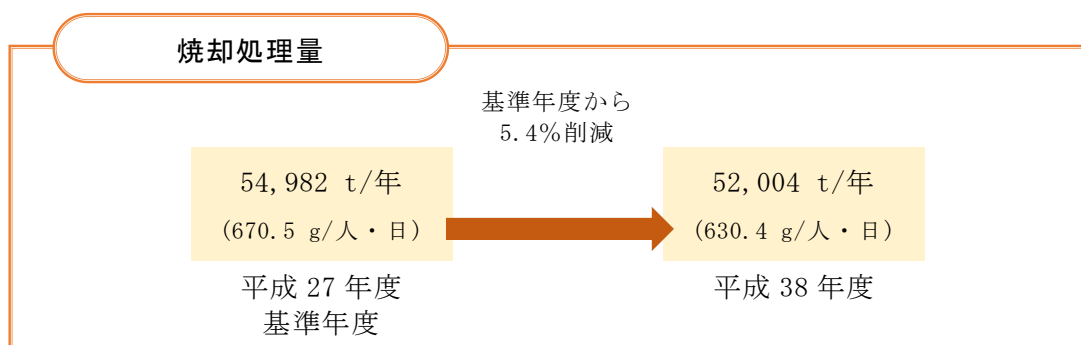 焼却処理量
基準年度から
5.4％削減
54,982 t/年
(670.5 g/人・日)
52,004 t/年
(630.4 g/人・日)
平成 27 年度
基準年度
平成 38 年度